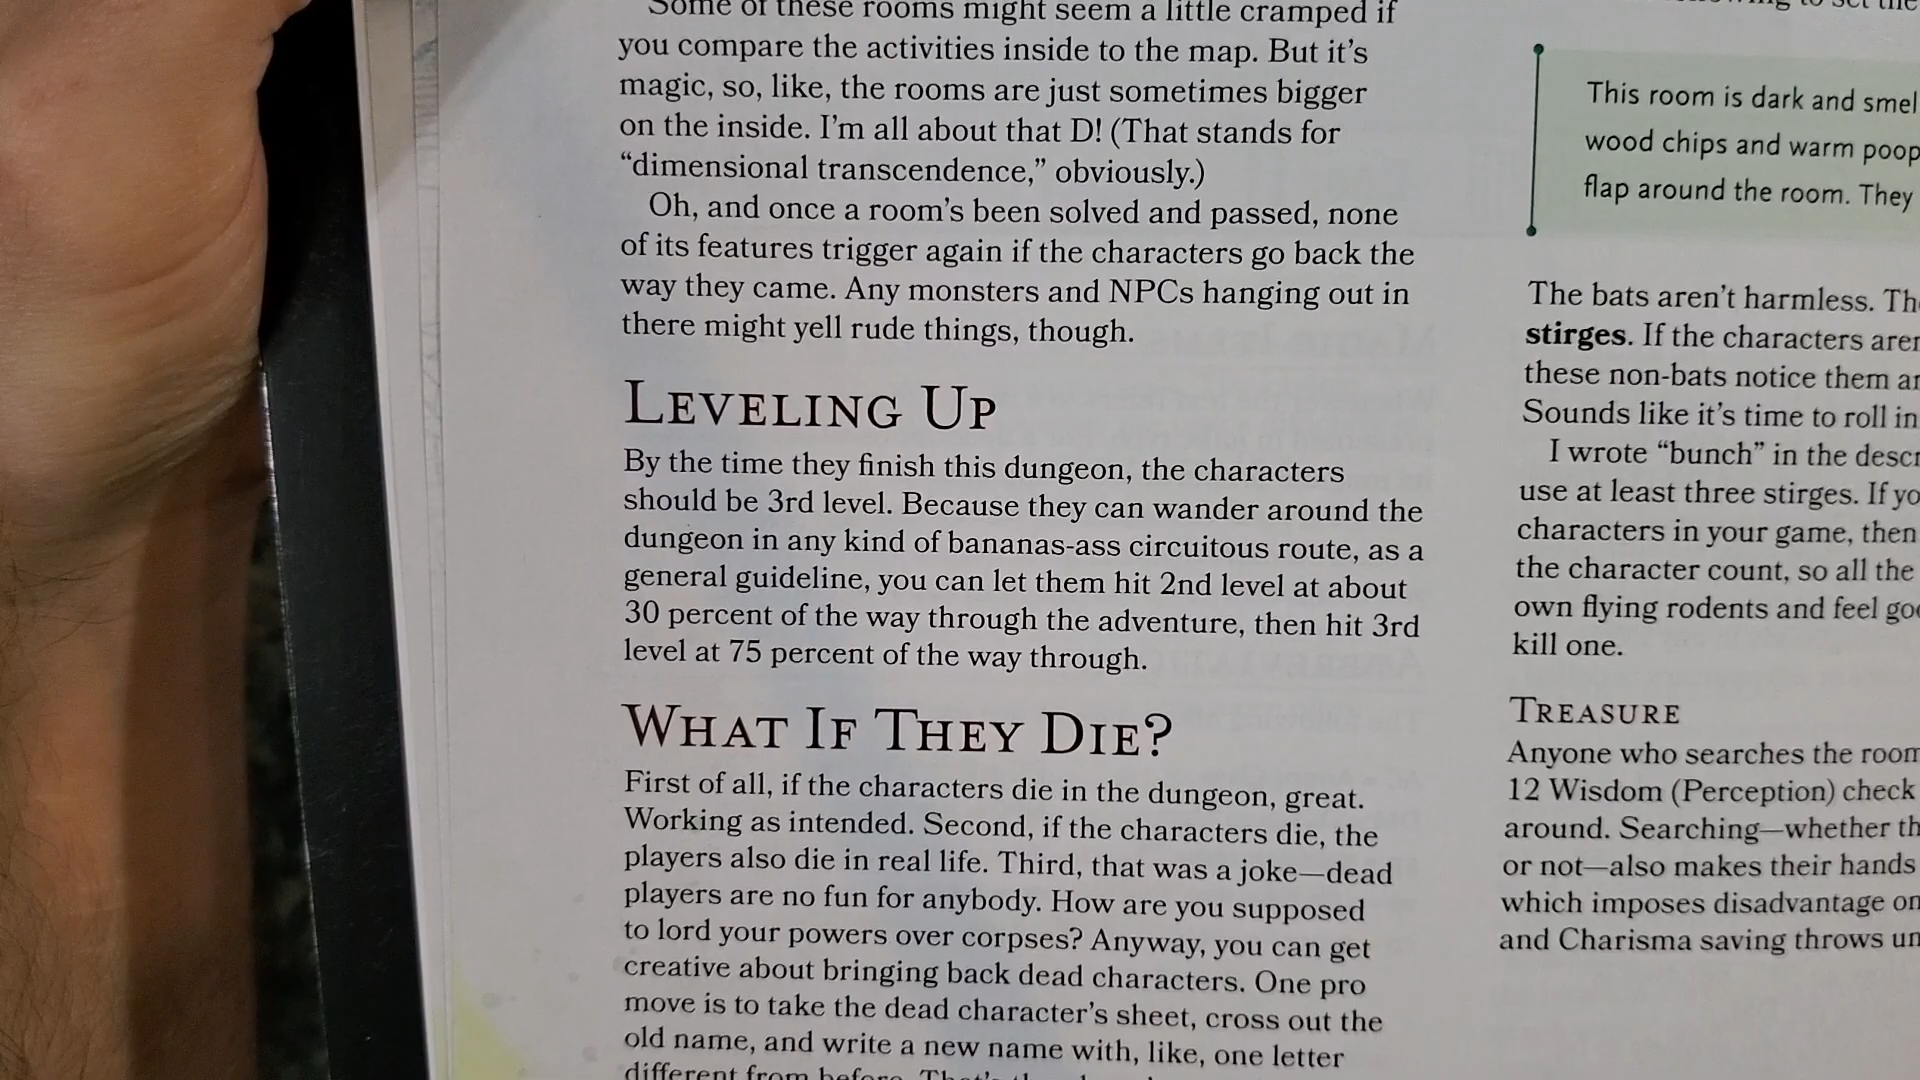 Some of these rooms might seem a little cramped if
you compare the activities inside to the map. But it's
magic, so, like, the rooms are just sometimes bigger
on the inside. I'm all about that D! (That stands for
“dimensional transcendence,” obviously.)
Oh, and once a room's been solved and passed, none
of its features trigger again if the characters go back the
way they came. Any monsters and NPCs hanging out in
there might yell rude things, though.
LEVELING UP
By the time they finish this dungeon, the characters
should be 3rd level. Because they can wander around the
dungeon in any kind of bananas-ass circuitous route, as a
general guideline, you can let them hit 2nd level at about
30 percent of the way through the adventure, then hit 3rd
level at 75 percent of the way through.
WHAT IF THEY DIE?
First of all, if the characters die in the dungeon, great.
Working as intended. Second, if the characters die, the
players also die in real life. Third, that was a joke—dead
players are no fun for anybody. How are you supposed
to lord your powers over corpses? Anyway, you can get
creative about bringing back dead characters. One pro
move is to take the dead character's sheet, cross out the
old name, and write a new name with, like, one letter
different from before. That's
This room is dark and smel
wood chips and warm poop
flap around the room. They
The bats aren't harmless. Th
stirges. If the characters aren
these non-bats notice them
Sounds like it's time to roll in
I wrote “bunch” in the descr
use at least three stirges. If yo
characters in your game, then
the character count, so all the
own flying rodents and feel goo
kill one.
TREASURE
Anyone who searches the room
12 Wisdom (Perception) check
around. Searching—whether th
or not—also makes their hands
which imposes disadvantage on
and Charisma saving throws un